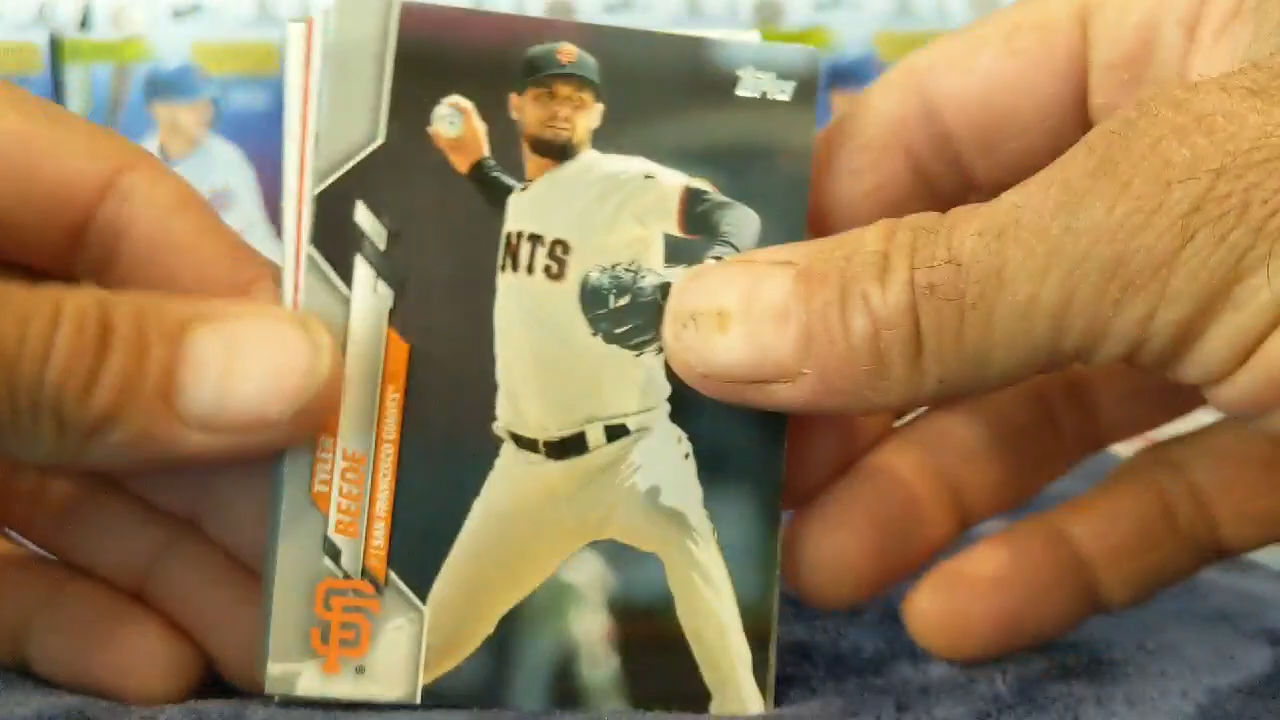 Topps
NTS
TYLER
BEEDE
SAN FRANCISCO GIANTS
SF